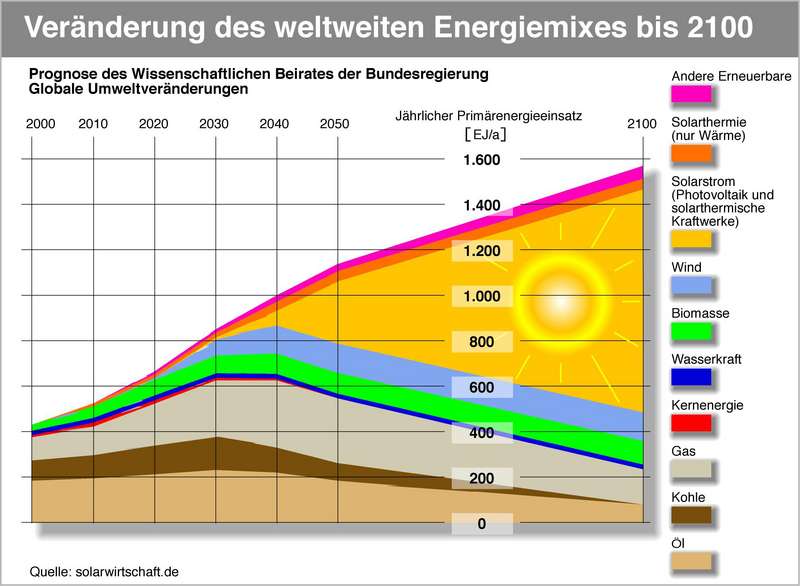 Veränderung des weltweiten Energiemixes bis 2100
Prognose des Wissenschaftlichen Beirates der Bundesregierung
Globale Umweltveränderungen
2000 2010 2020 2030 2040 2050 2100
Jährlicher Primärenergieeinsatz
[EJ/a]
1.600
1.400
1.200
1.000
800
600
400
200
0
Andere Erneuerbare
Solarthermie
(nur Wärme)
Solarstrom
(Photovoltaik und
solarthermische
Kraftwerke)
Wind
Biomasse
Wasserkraft
Kernenergie
Gas
Kohle
Öl
Quelle: solarwirtschaft.de